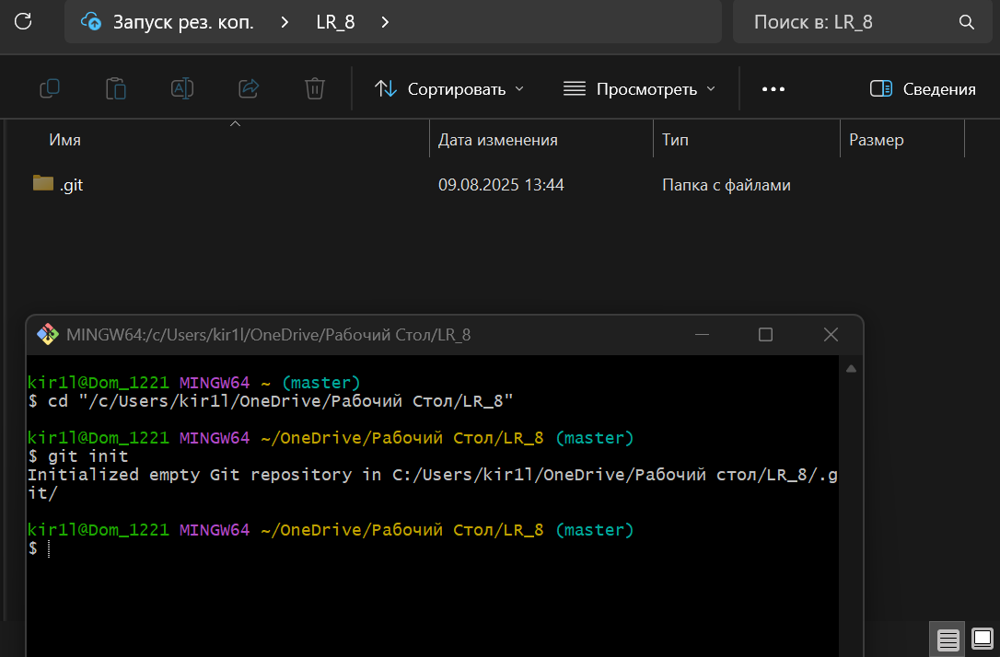 Запуск рез. коп. > LR_8 >
Поиск в: LR_8
Сортировать
Просмотреть
Сведения
Имя
Дата изменения
Тип
Размер
.git
09.08.2025 13:44
Папка с файлами
MINGW64:/c/Users/kir1l/OneDrive/Рабочий Стол/LR_8
kir1l@Dom_1221 MINGW64 ~ (master)
$ cd "/c/Users/kir1l/OneDrive/Рабочий Стол/LR_8"
kir1l@Dom_1221 MINGW64 ~/OneDrive/Рабочий Стол/LR_8 (master)
$ git init
Initialized empty Git repository in C:/Users/kir1l/OneDrive/Рабочий стол/LR_8/.g
it/
kir1l@Dom_1221 MINGW64 ~/OneDrive/Рабочий Стол/LR_8 (master)
$